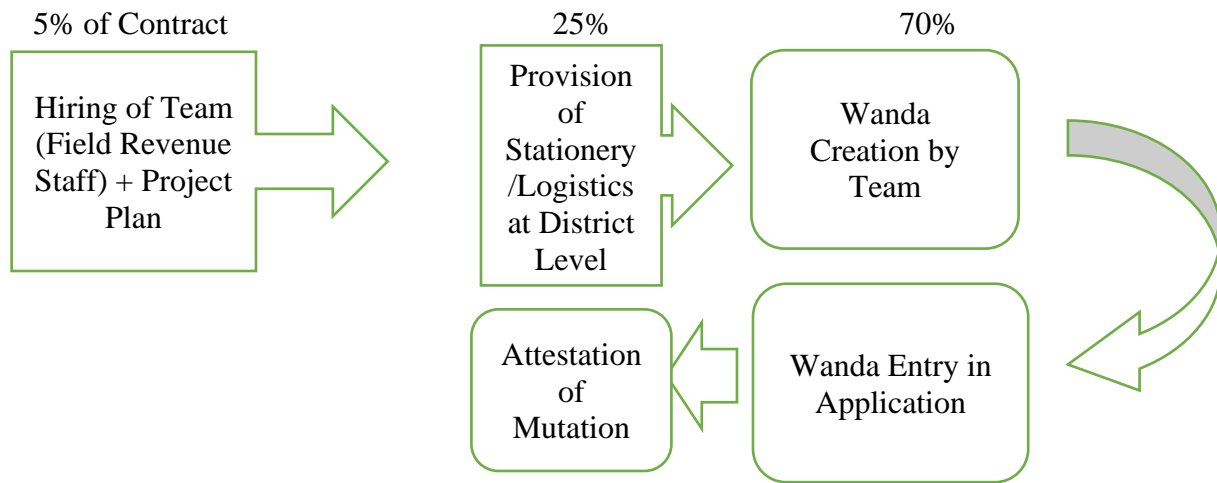 5% of Contract
25%
70%
Hiring of Team
(Field Revenue
Staff) + Project
Plan
Provision
of
Stationery
/Logistics
at District
Level
Wanda
Creation by
Team
Wanda Entry in
Application
Attestation
of
Mutation